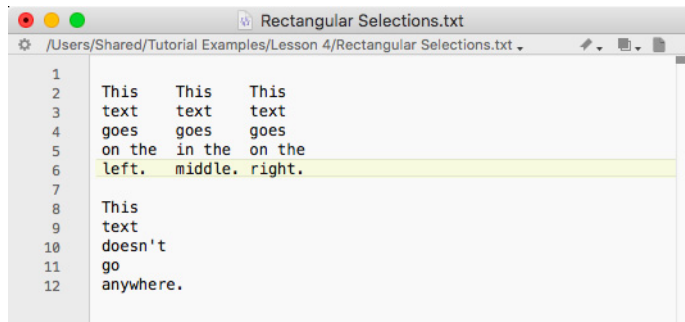 Rectangular Selections.txt
/Users/Shared/Tutorial Examples/Lesson 4/Rectangular Selections.txt
1
2 This    This    This
3 text    text    text
4 goes    goes    goes
5 on the  in the  on the
6 left.   middle. right.
7
8 This
9 text
10 doesn't
11 go
12 anywhere.